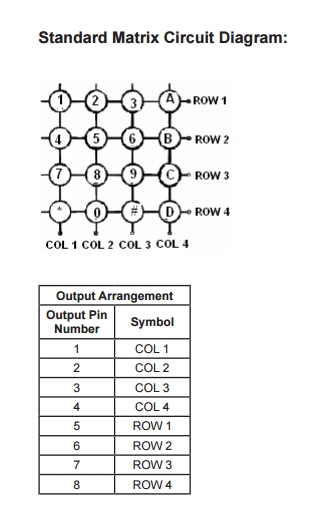 Standard Matrix Circuit Diagram:
1 2 3 A ROW 1
4 5 6 B ROW 2
7 8 9 C ROW 3
* 0 # D ROW 4
COL 1 COL 2 COL 3 COL 4
Output Arrangement
Output Pin Number Symbol
1 COL 1
2 COL 2
3 COL 3
4 COL 4
5 ROW 1
6 ROW 2
7 ROW 3
8 ROW 4